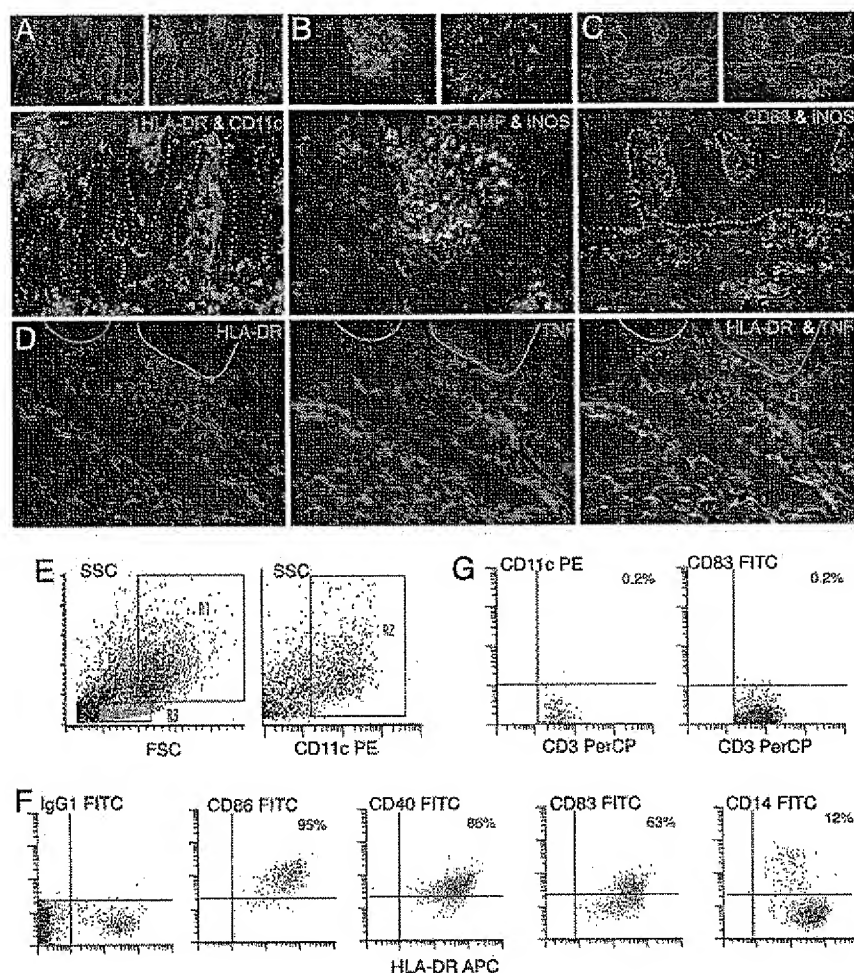 A
B
C
HLA-DR & CD11c
DC-LAMP & iNOS
CD83 & iNOS
D
HLA-DR
TNF
HLA-DR & TNF
E
SSC
R1
R3
FSC
SSC
R2
CD11c PE
G
CD11c PE
0.2%
CD3 PerCP
CD83 FITC
0.2%
CD3 PerCP
F
IgG1 FITC
CD86 FITC
95%
CD40 FITC
86%
CD83 FITC
63%
CD14 FITC
12%
HLA-DR APC